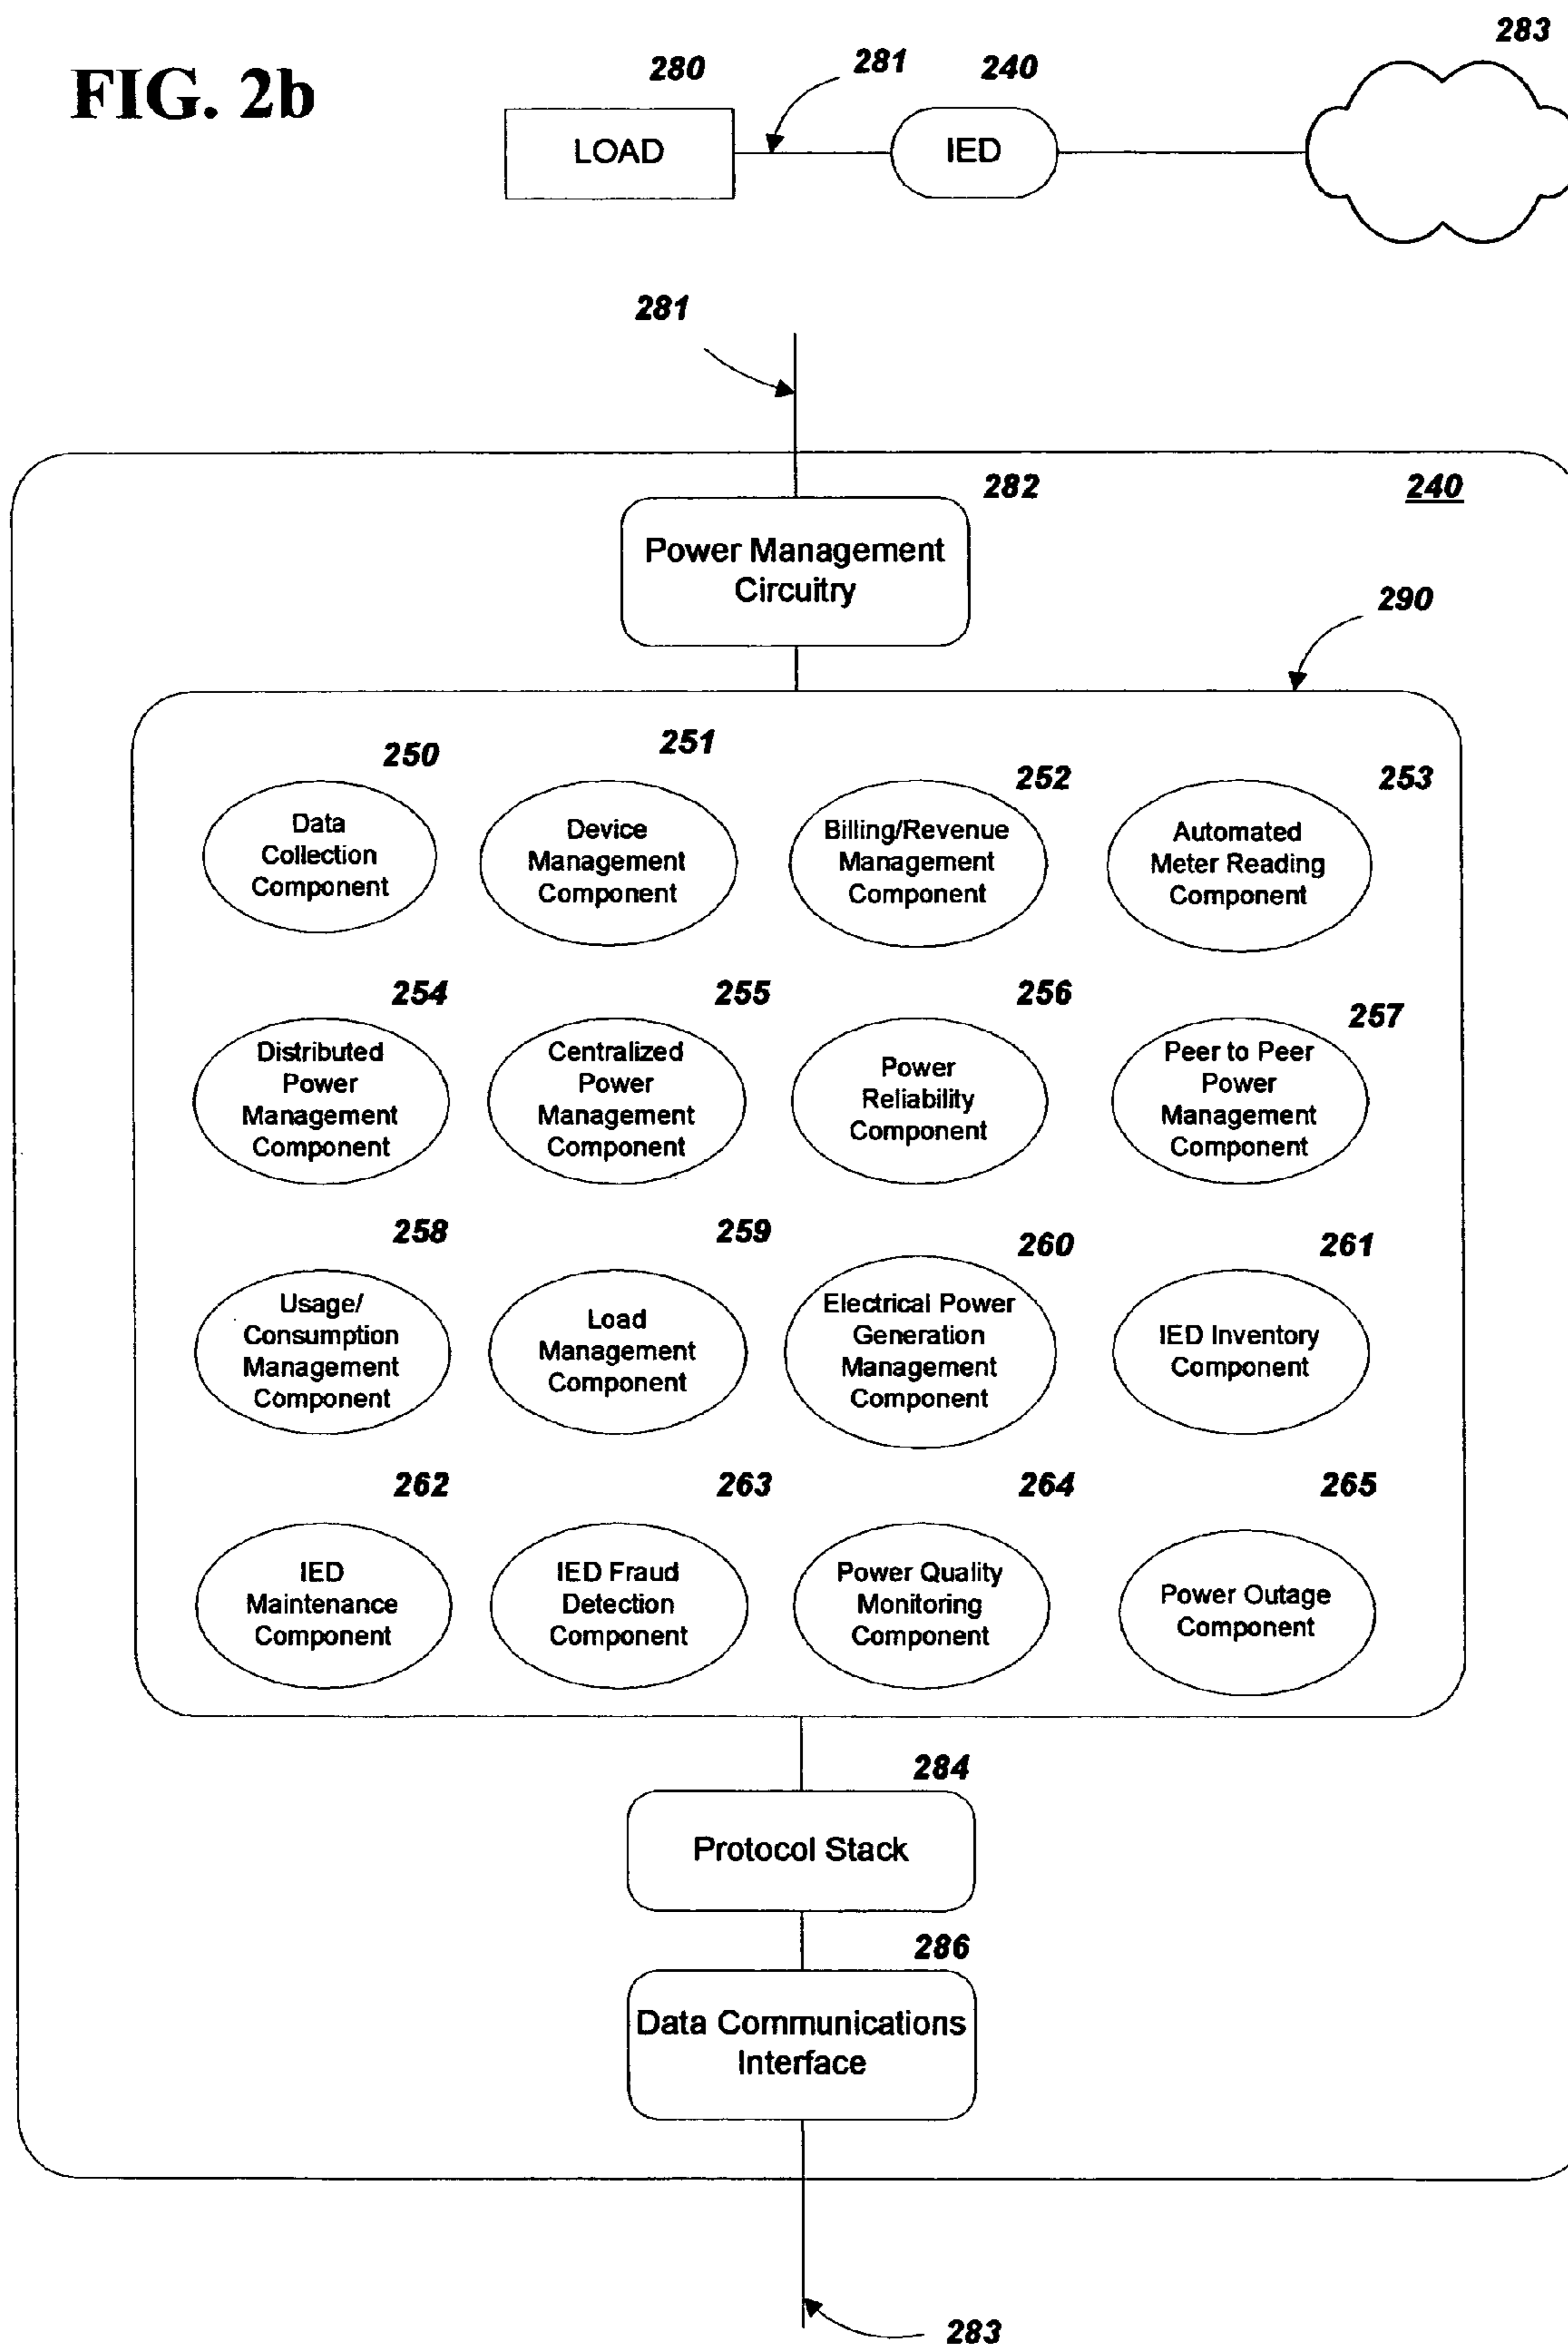 283
FIG. 2b
280
281
240
LOAD
IED
281
282
240
Power Management
Circuitry
290
250
251
252
253
Data
Collection
Component
Device
Management
Component
Billing/Revenue
Management
Component
Automated
Meter Reading
Component
254
255
256
257
Distributed
Power
Management
Component
Centralized
Power
Management
Component
Power
Reliability
Component
Peer to Peer
Power
Management
Component
258
259
260
261
Usage/
Consumption
Management
Component
Load
Management
Component
Electrical Power
Generation
Management
Component
IED Inventory
Component
262
263
264
265
IED
Maintenance
Component
IED Fraud
Detection
Component
Power Quality
Monitoring
Component
Power Outage
Component
284
Protocol Stack
286
Data Communications
Interface
283